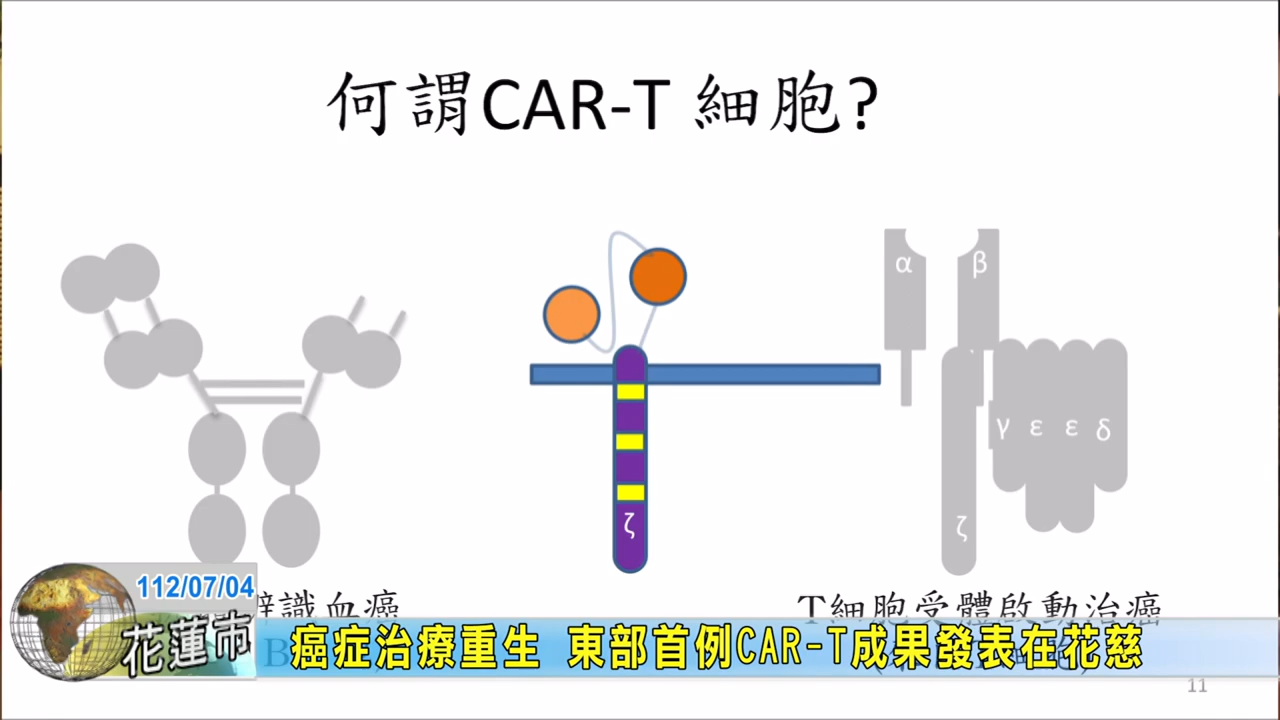 何謂CAR-T 細胞?
α β
γ ε ε δ
ζ
ζ
112/07/04
識血癌
T細胞受體啟動治癌
花蓮市
癌症治療重生 東部首例CAR-T成果發表在花慈
11